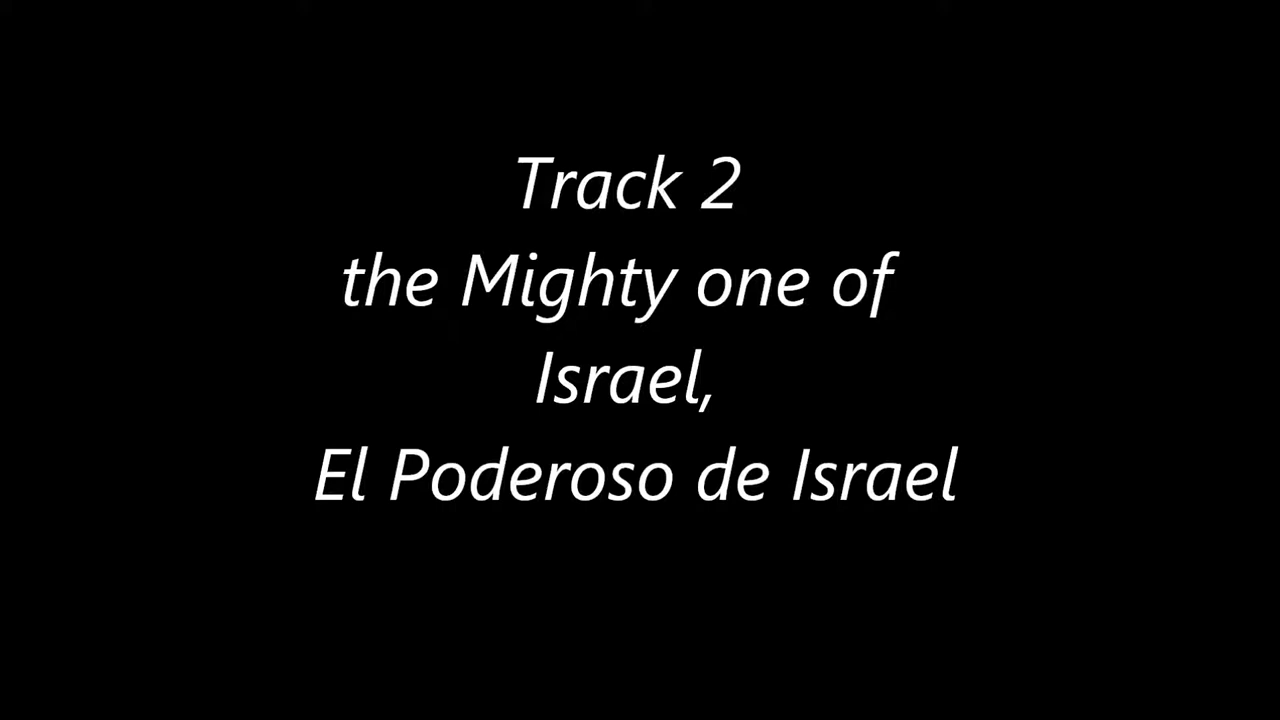 Track 2
the Mighty one of
Israel,
El Poderoso de Israel